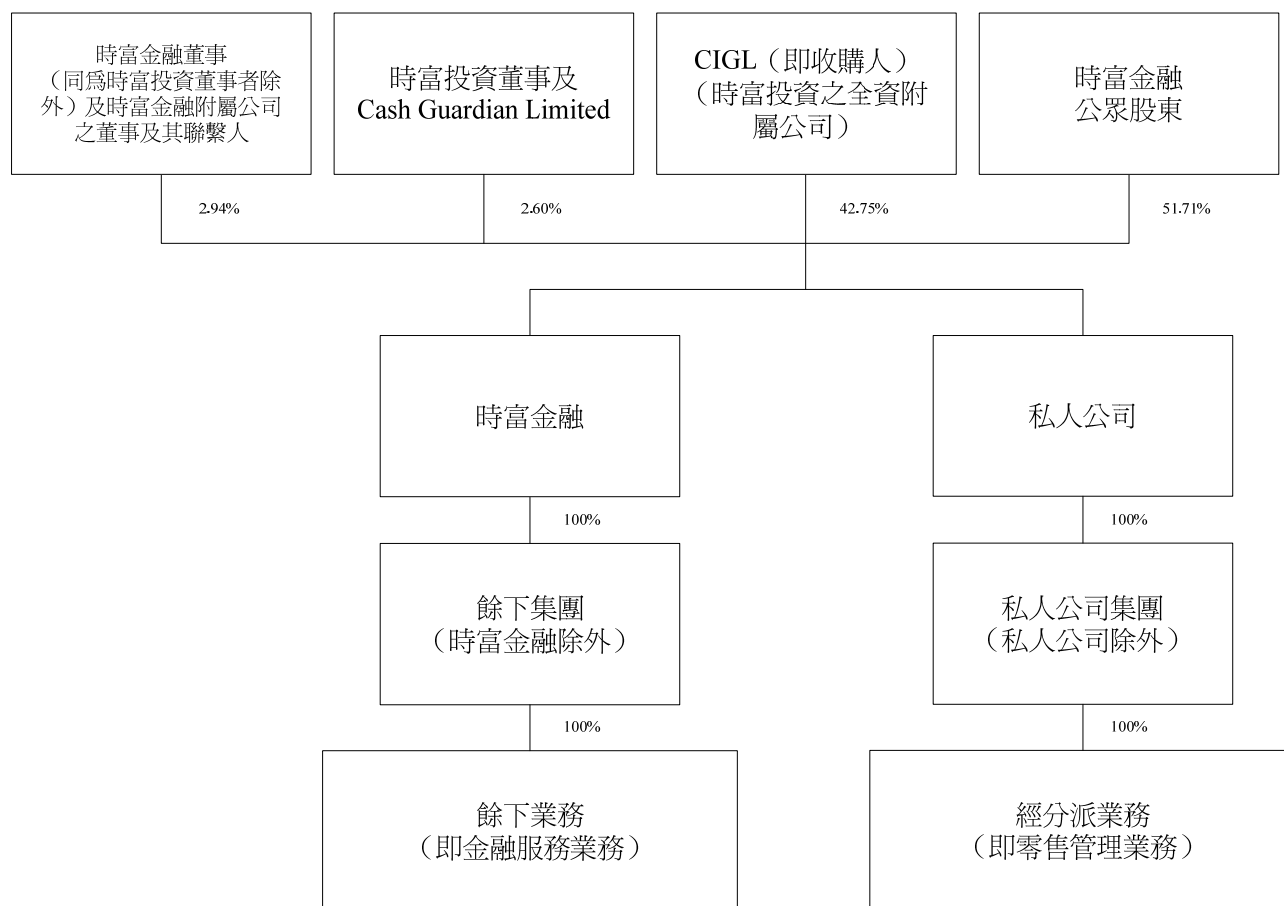 時富金融董事
（同爲時富投資董事者除
外）及時富金融附屬公司
之董事及其聯繫人
時富投資董事及
Cash Guardian Limited
CIGL（即收購人）
（時富投資之全資附
屬公司）
時富金融
公眾股東
2.94%
2.60%
42.75%
51.71%
時富金融
私人公司
100%
100%
餘下集團
（時富金融除外）
私人公司集團
（私人公司除外）
100%
100%
餘下業務
（即金融服務業務）
經分派業務
（即零售管理業務）